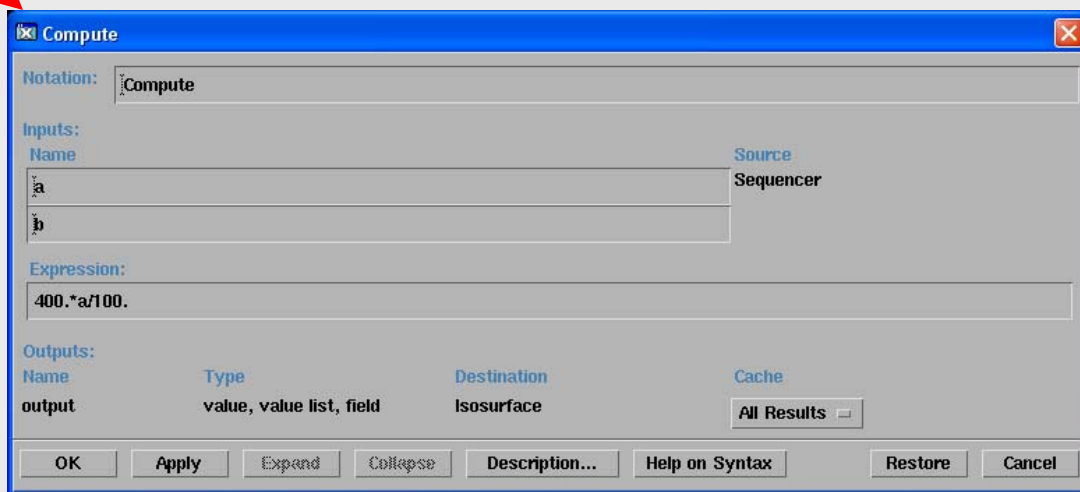 Compute
Notation: Compute
Inputs:
Name Source
a Sequencer
b
Expression:
400.*a/100.
Outputs:
Name Type Destination Cache
output value, value list, field Isosurface All Results
OK Apply Expand Collapse Description... Help on Syntax Restore Cancel